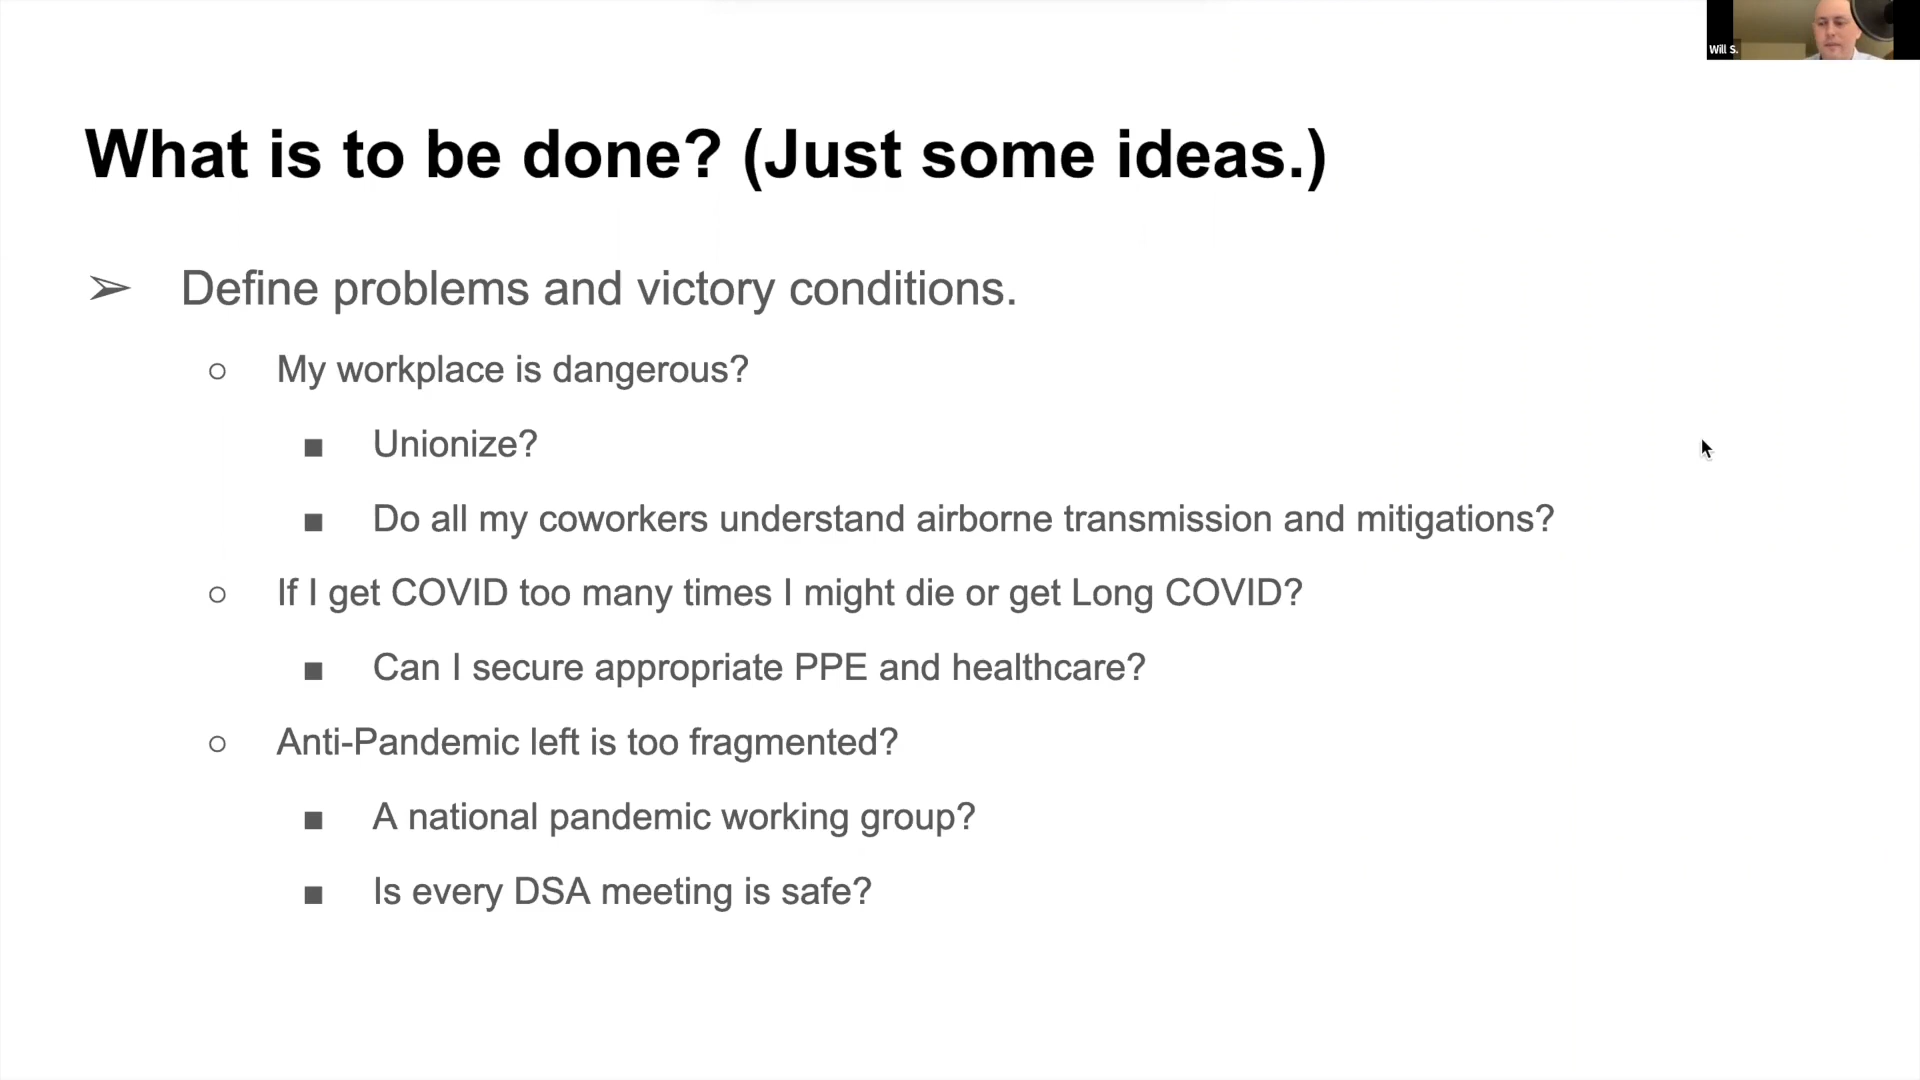 Will S.
What is to be done? (Just some ideas.)
➢ Define problems and victory conditions.
○ My workplace is dangerous?
■ Unionize?
■ Do all my coworkers understand airborne transmission and mitigations?
○ If I get COVID too many times I might die or get Long COVID?
■ Can I secure appropriate PPE and healthcare?
○ Anti-Pandemic left is too fragmented?
■ A national pandemic working group?
■ Is every DSA meeting is safe?